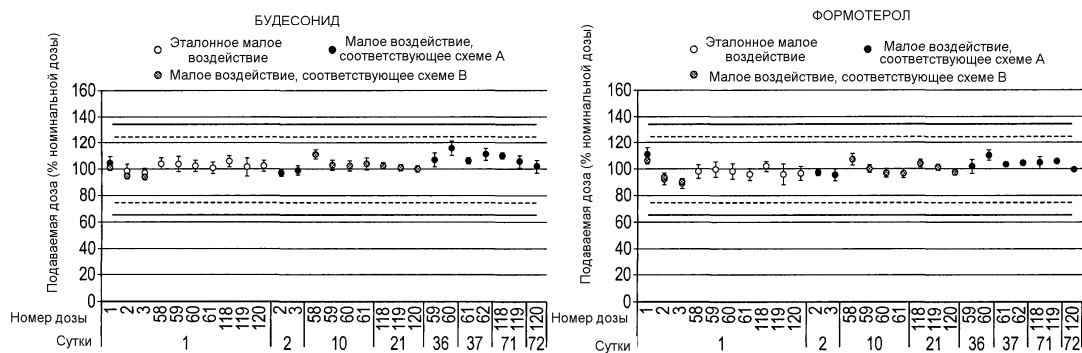 БУДЕСОНИД
Эталонное малое воздействие
Малое воздействие, соответствующее схеме А
Малое воздействие, соответствующее схеме В
Подаваемая доза (% номинальной дозы)
160
140
120
100
80
60
40
20
0
Номер дозы 1 2 3 58 59 60 61 118 119 120 2 3 58 59 60 61 118 119 120 59 60 61 62 118 119 120
Сутки 1 2 10 21 36 37 71 72
ФОРМОТЕРОЛ
Эталонное малое воздействие
Малое воздействие, соответствующее схеме А
Малое воздействие, соответствующее схеме В
Подаваемая доза (% номинальной дозы)
160
140
120
100
80
60
40
20
0
Номер дозы 1 2 3 58 59 60 61 118 119 120 2 3 58 59 60 61 118 119 120 59 60 61 62 118 119 120
Сутки 1 2 10 21 36 37 71 72